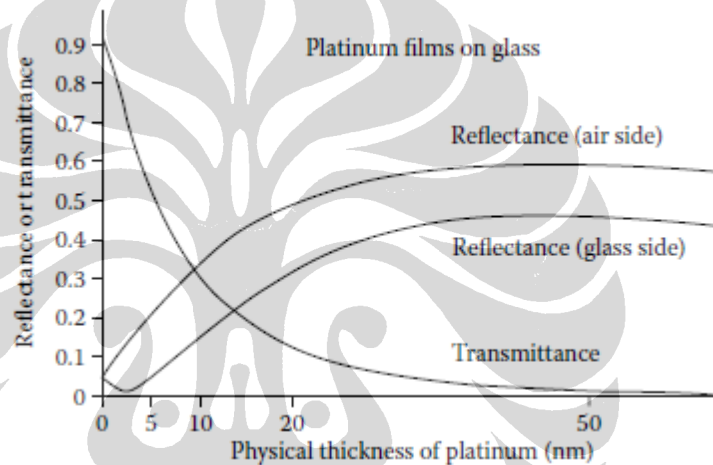 Platinum films on glass
Reflectance or transmittance
0.9
0.8
0.7
0.6
0.5
0.4
0.3
0.2
0.1
0
Reflectance (air side)
Reflectance (glass side)
Transmittance
0 5 10 20 50
Physical thickness of platinum (nm)